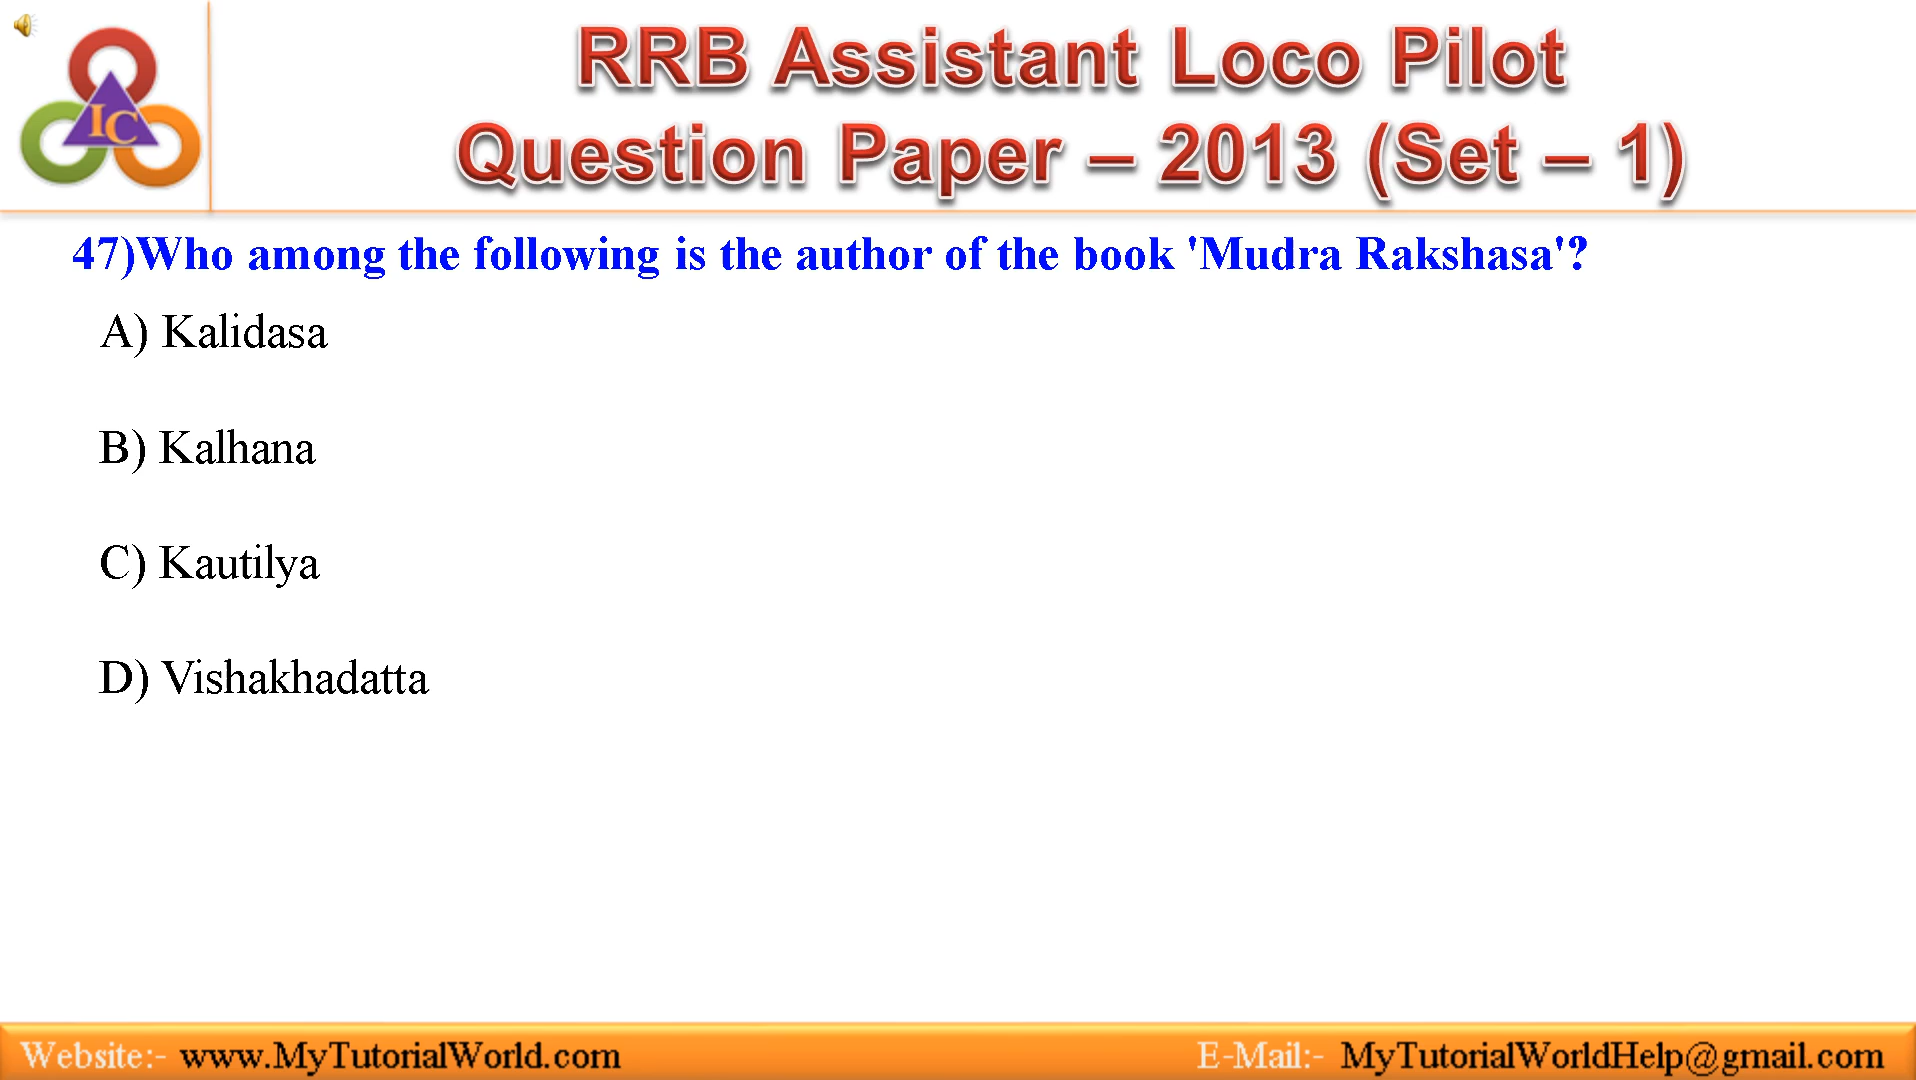 IC
RRB Assistant Loco Pilot
Question Paper – 2013 (Set – 1)
47)Who among the following is the author of the book 'Mudra Rakshasa'?
A) Kalidasa
B) Kalhana
C) Kautilya
D) Vishakhadatta
Website:- www.MyTutorialWorld.com E-Mail:- MyTutorialWorldHelp@gmail.com